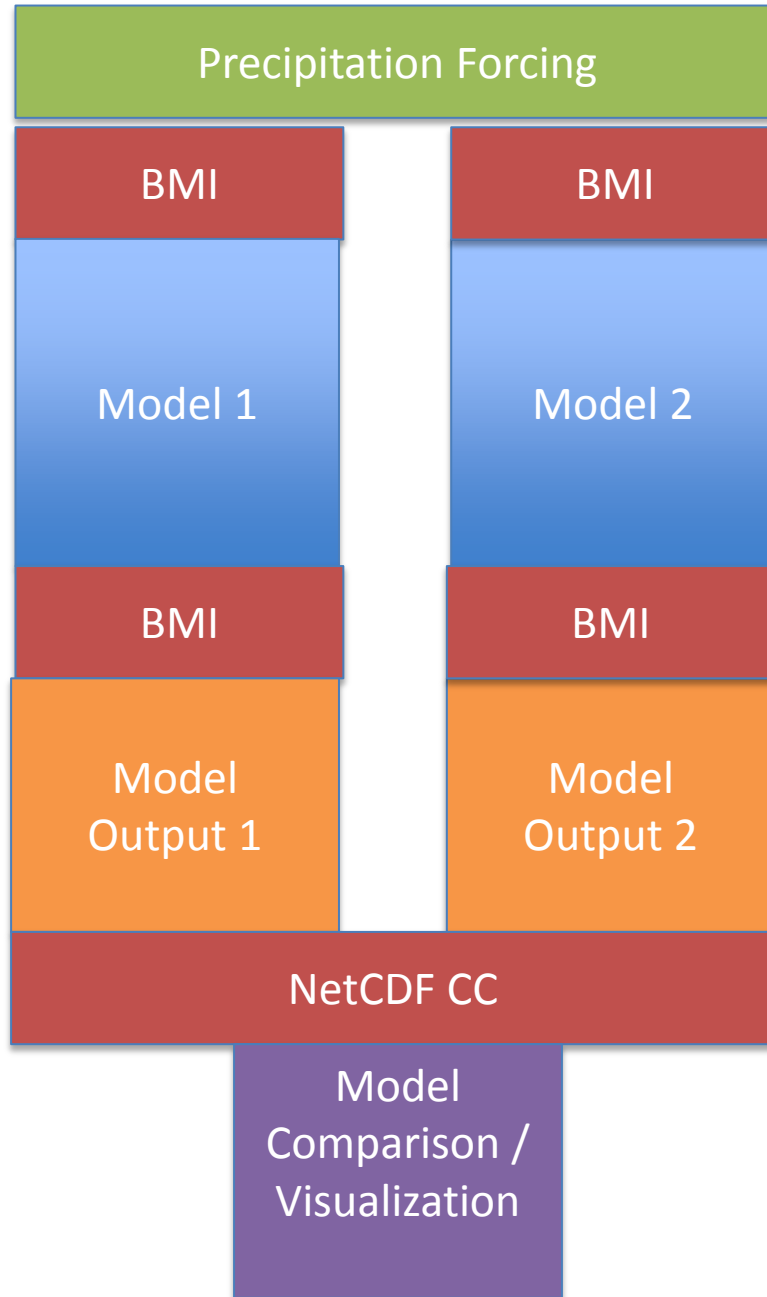 Precipitation Forcing
BMI
BMI
Model 1
Model 2
BMI
BMI
Model
Output 1
Model
Output 2
NetCDF CC
Model
Comparison /
Visualization